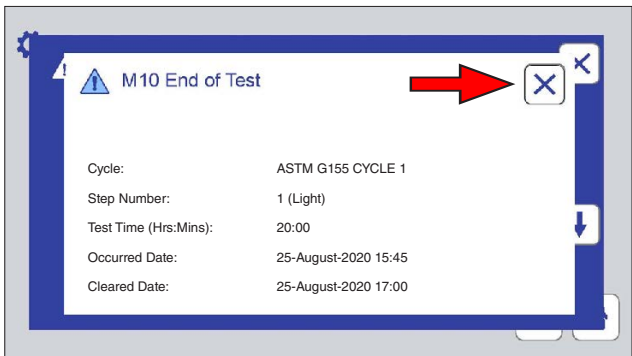 M10 End of Test
Cycle: ASTM G155 CYCLE 1
Step Number: 1 (Light)
Test Time (Hrs:Mins): 20:00
Occurred Date: 25-August-2020 15:45
Cleared Date: 25-August-2020 17:00